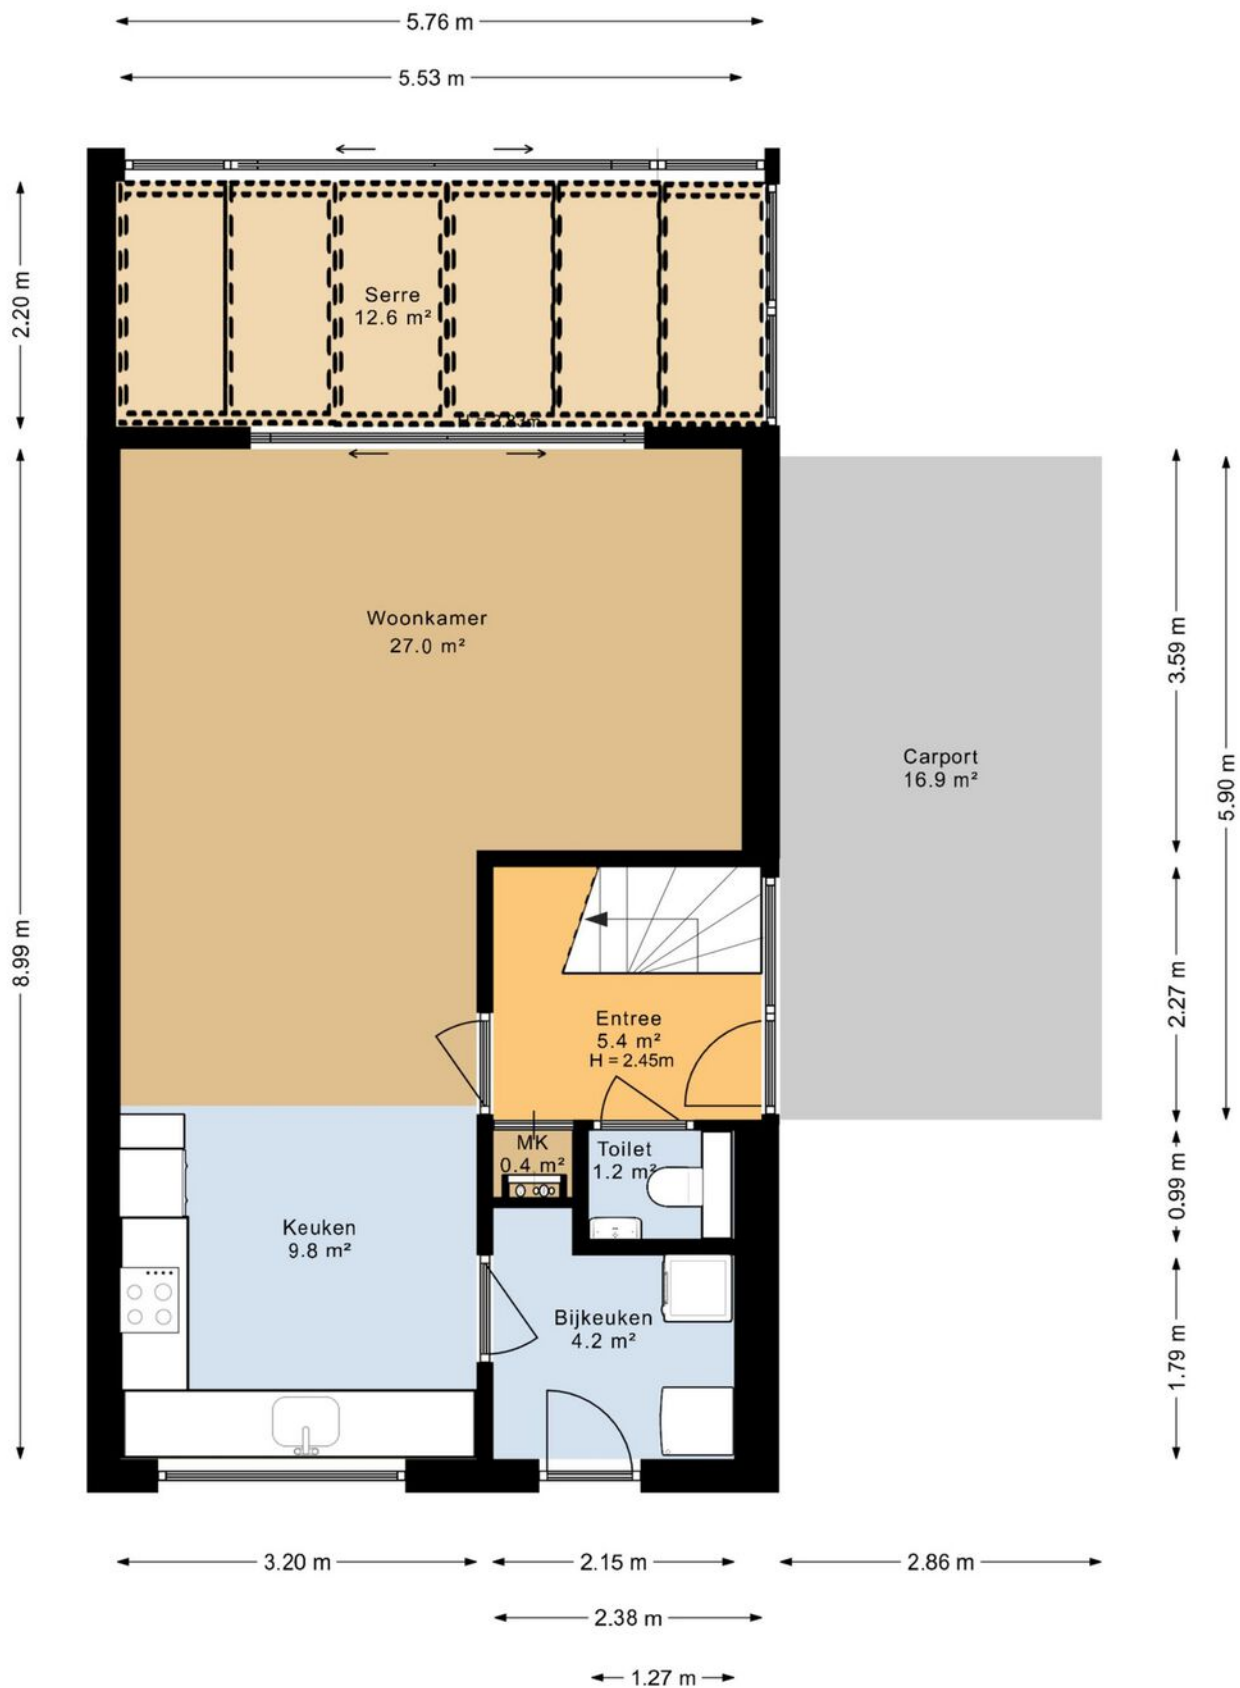 5.76 m
5.53 m
2.20 m
Serre
12.6 m²
Woonkamer
27.0 m²
3.59 m
5.90 m
Carport
16.9 m²
8.99 m
2.27 m
Entree
5.4 m²
H = 2.45m
MK
0.4 m²
Toilet
1.2 m²
0.99 m
Keuken
9.8 m²
Bijkeuken
4.2 m²
1.79 m
3.20 m
2.15 m
2.86 m
2.38 m
1.27 m